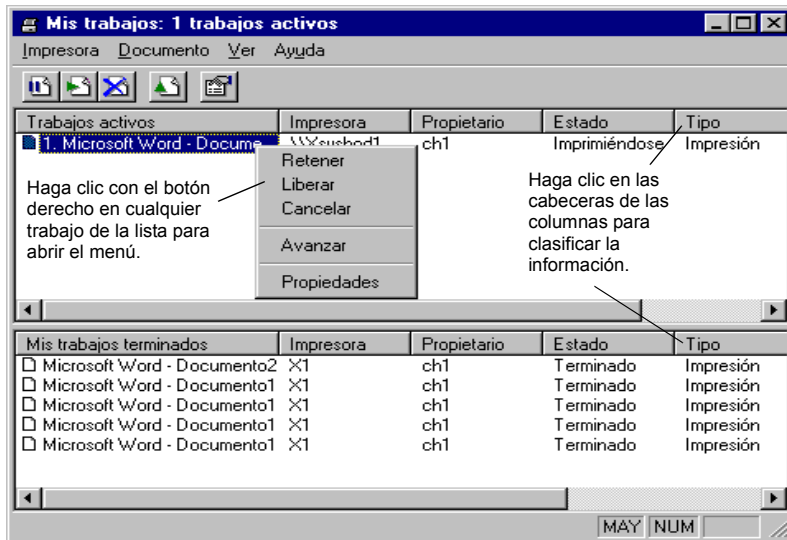 Mis trabajos: 1 trabajos activos
Impresora Documento Ver Ayuda
Trabajos activos Impresora Propietario Estado Tipo
1. Microsoft Word - Docume... ch1 Imprimiéndose Impresión
Retener
Liberar
Cancelar
Avanzar
Propiedades
Haga clic con el botón
derecho en cualquier
trabajo de la lista para
abrir el menú.
Haga clic en las
cabeceras de las
columnas para
clasificar la
información.
Mis trabajos terminados Impresora Propietario Estado Tipo
Microsoft Word - Documento2 X1 ch1 Terminado Impresión
Microsoft Word - Documento1 X1 ch1 Terminado Impresión
Microsoft Word - Documento1 X1 ch1 Terminado Impresión
Microsoft Word - Documento1 X1 ch1 Terminado Impresión
Microsoft Word - Documento1 X1 ch1 Terminado Impresión
MAY NUM